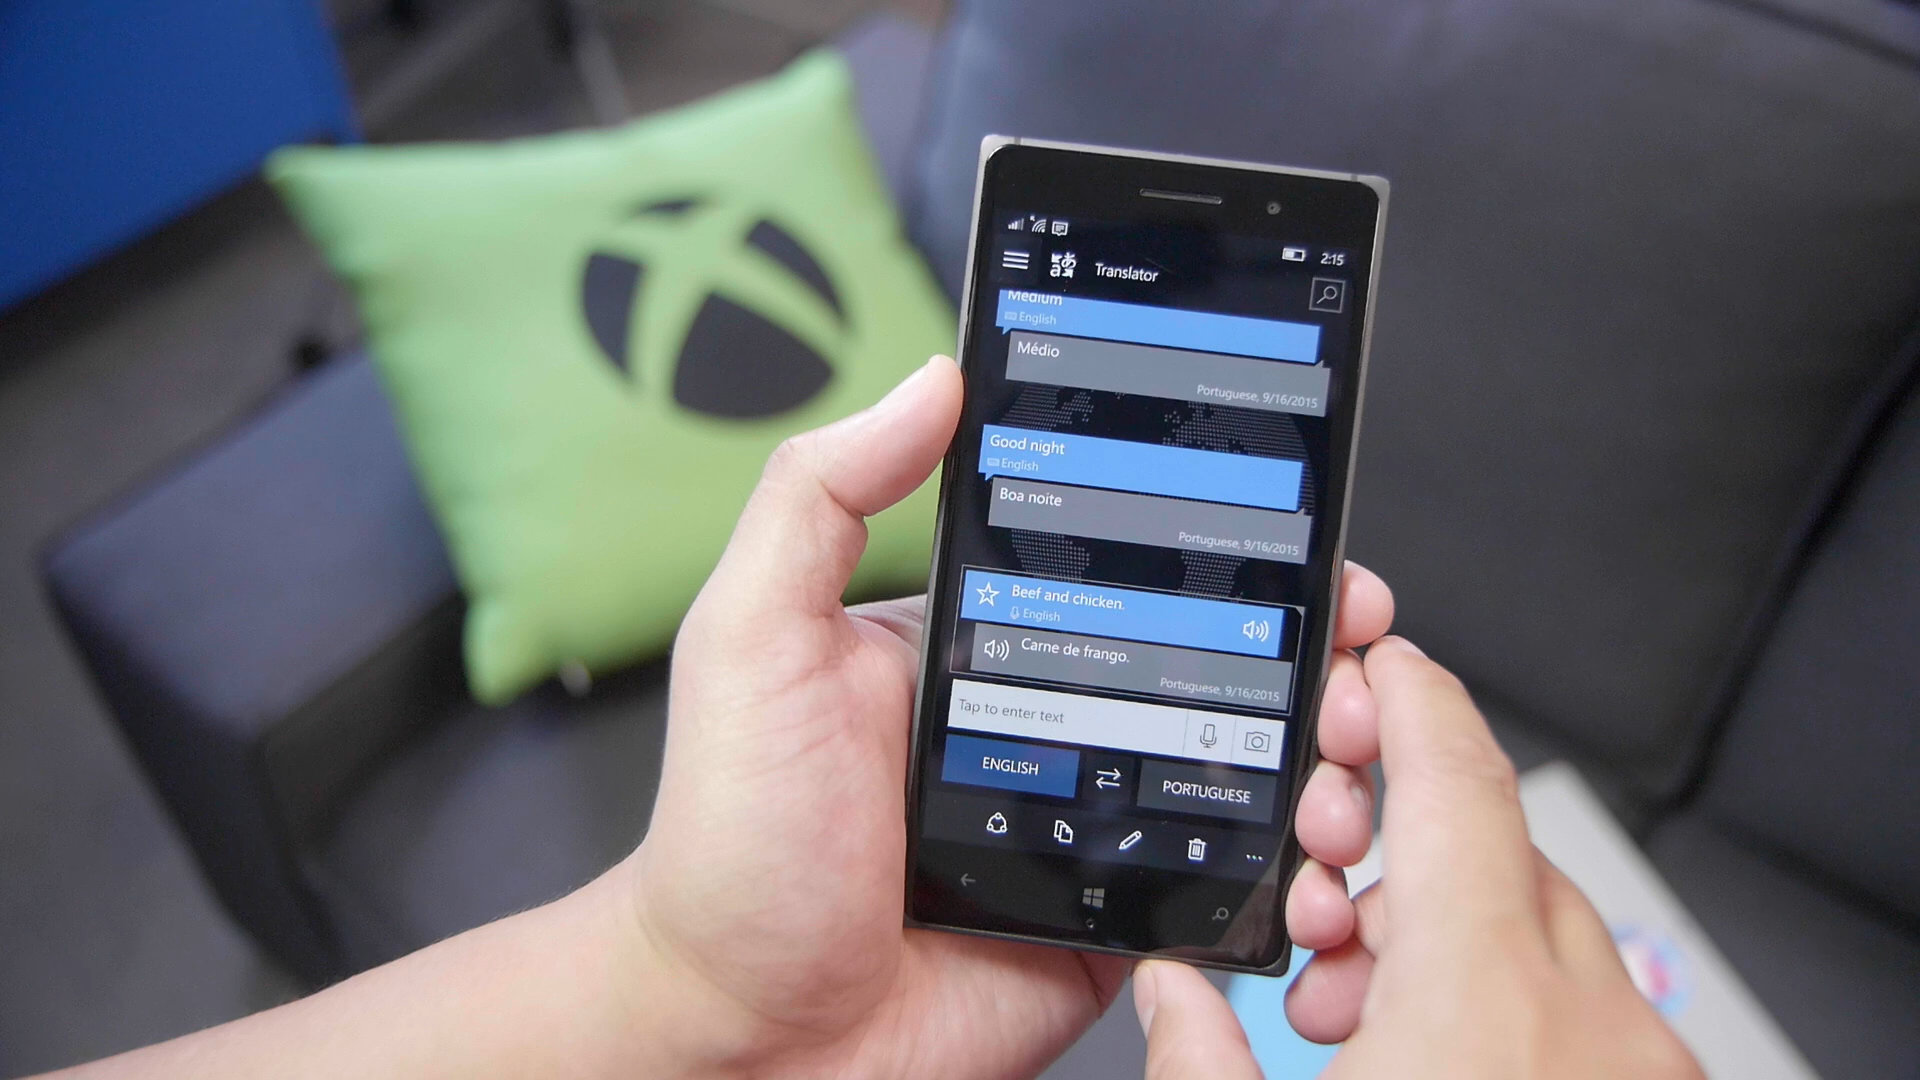 2:15
Translator
Medium
English
Médio
Portuguese, 9/16/2015
Good night
English
Boa noite
Portuguese, 9/16/2015
Beef and chicken.
English
Carne de frango.
Portuguese, 9/16/2015
Tap to enter text
ENGLISH
PORTUGUESE